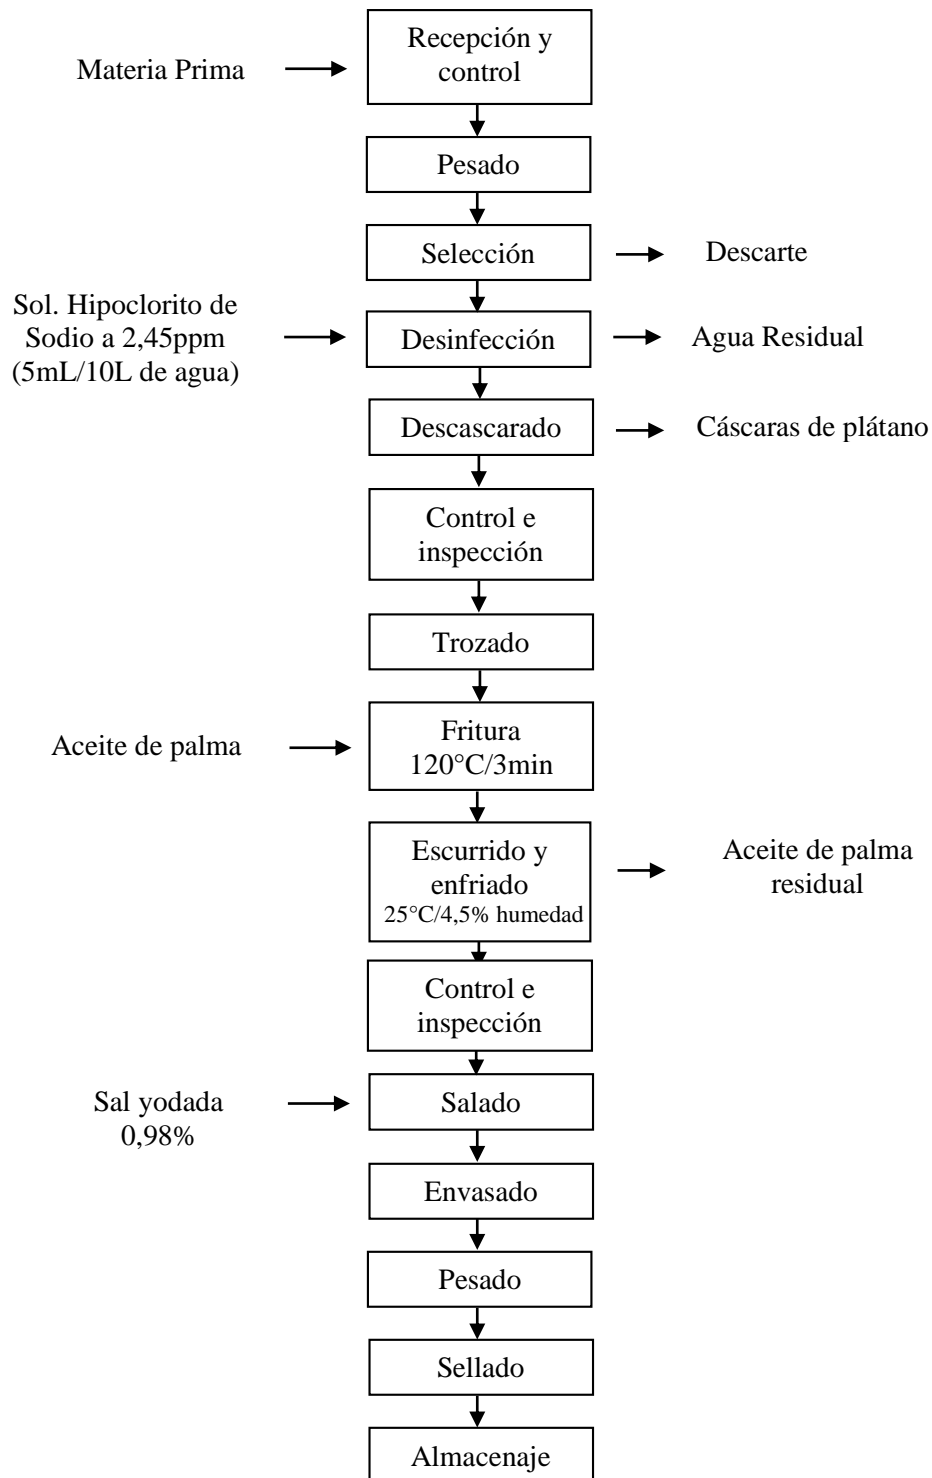 Recepción y
control
Materia Prima
Pesado
Selección
Descarte
Sol. Hipoclorito de
Sodio a 2,45ppm
(5mL/10L de agua)
Desinfección
Agua Residual
Descascarado
Cáscaras de plátano
Control e
inspección
Trozado
Aceite de palma
Fritura
120°C/3min
Escurrido y
enfriado
25°C/4,5% humedad
Aceite de palma
residual
Control e
inspección
Sal yodada
0,98%
Salado
Envasado
Pesado
Sellado
Almacenaje